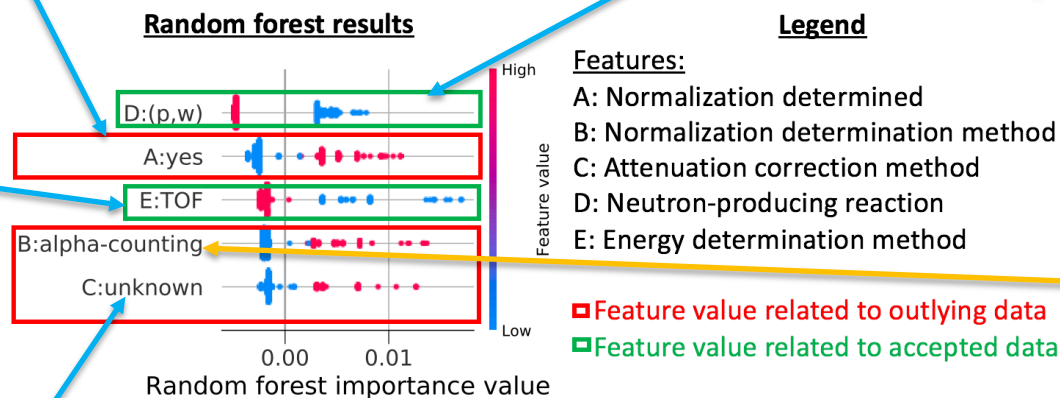 Random forest results
High
D:(p,w)
A:yes
E:TOF
B:alpha-counting
C:unknown
Feature value
Low
0.00 0.01
Random forest importance value
Legend
Features:
A: Normalization determined
B: Normalization determination method
C: Attenuation correction method
D: Neutron-producing reaction
E: Energy determination method
Feature value related to outlying data
Feature value related to accepted data